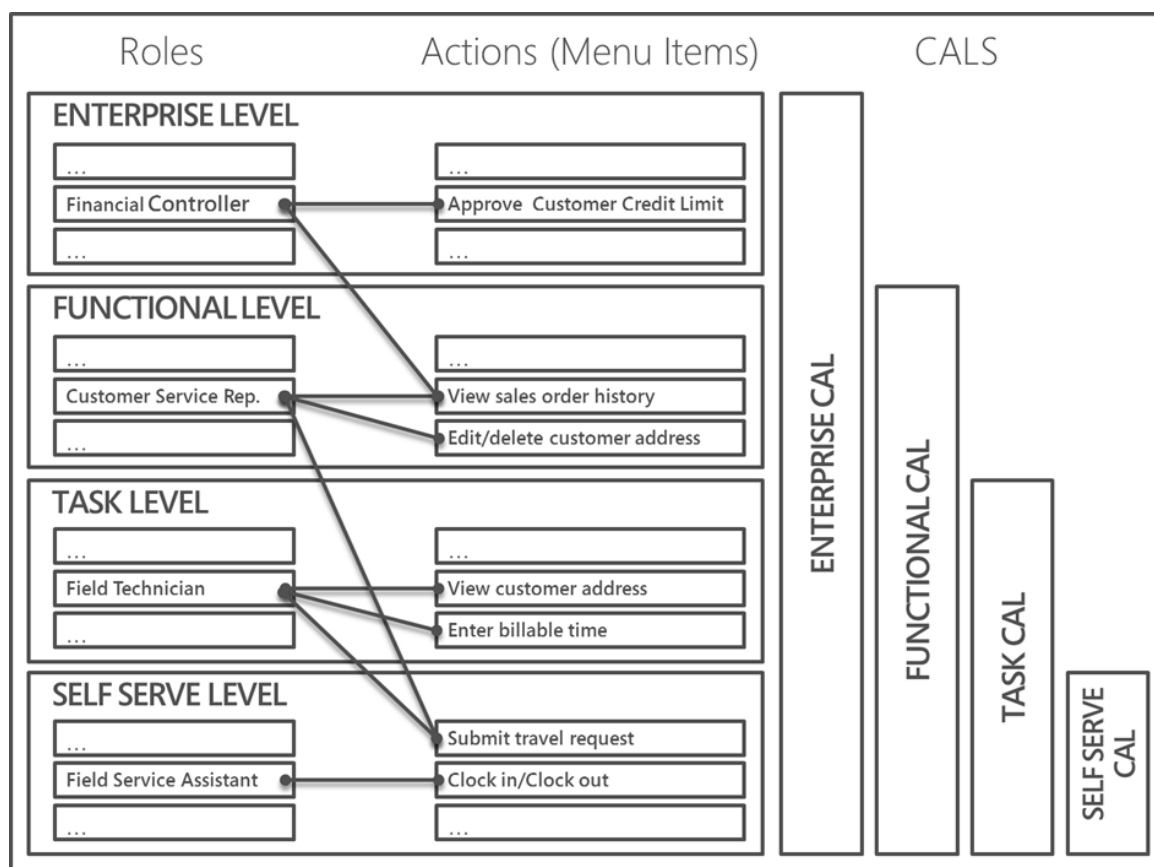 Roles Actions (Menu Items) CALS
ENTERPRISE LEVEL
... ...
Financial Controller Approve Customer Credit Limit
... ...
FUNCTIONAL LEVEL
... ...
Customer Service Rep. View sales order history
... Edit/delete customer address
TASK LEVEL
... ...
Field Technician View customer address
... Enter billable time
SELF SERVE LEVEL
... Submit travel request
Field Service Assistant Clock in/Clock out
... ...
ENTERPRISE CAL
FUNCTIONAL CAL
TASK CAL
SELF SERVE
CAL